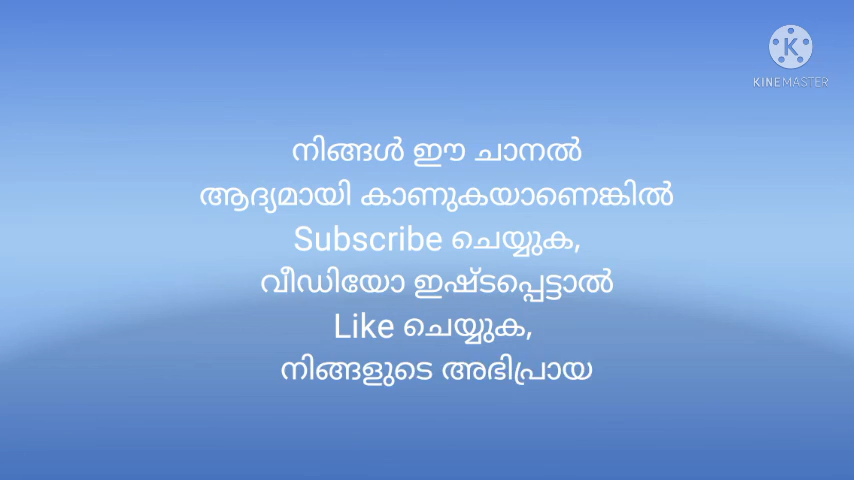 KINEMASTER
നിങ്ങൾ ഈ ചാനൽ
ആദ്യമായി കാണുകയാണെങ്കിൽ
Subscribe ചെയ്യുക,
വീഡിയോ ഇഷ്ടപ്പെട്ടാൽ
Like ചെയ്യുക,
നിങ്ങളുടെ അഭിപ്രായ